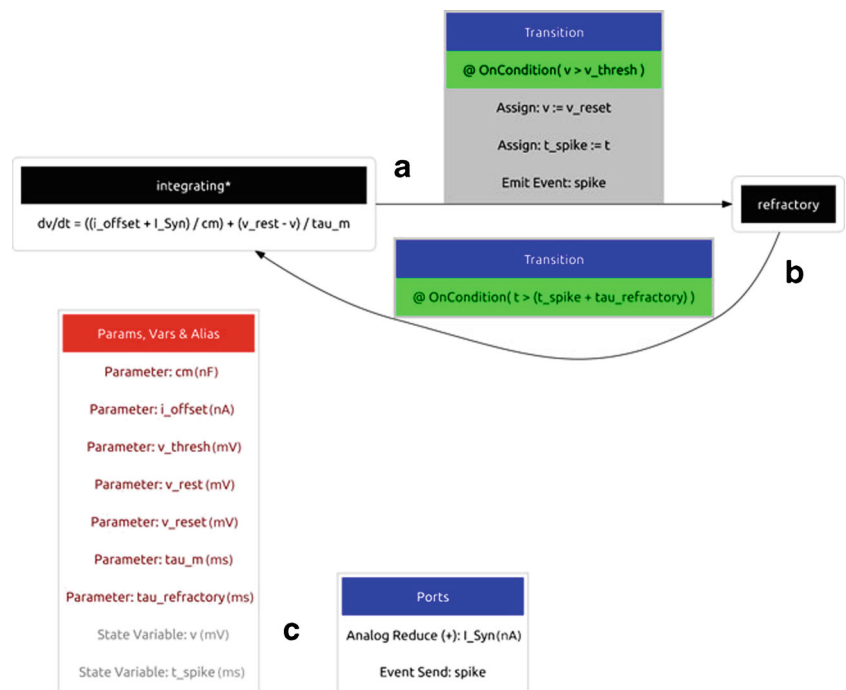 Transition
@ OnCondition( v > v_thresh )
Assign: v := v_reset
Assign: t_spike := t
Emit Event: spike
a
integrating*
dv/dt = ((i_offset + I_Syn) / cm) + (v_rest - v) / tau_m
refractory
b
Transition
@ OnCondition( t > (t_spike + tau_refractory) )
Params, Vars & Alias
Parameter: cm (nF)
Parameter: i_offset (nA)
Parameter: v_thresh (mV)
Parameter: v_rest (mV)
Parameter: v_reset (mV)
Parameter: tau_m (ms)
Parameter: tau_refractory (ms)
State Variable: v (mV)
State Variable: t_spike (ms)
c
Ports
Analog Reduce (+): I_Syn (nA)
Event Send: spike